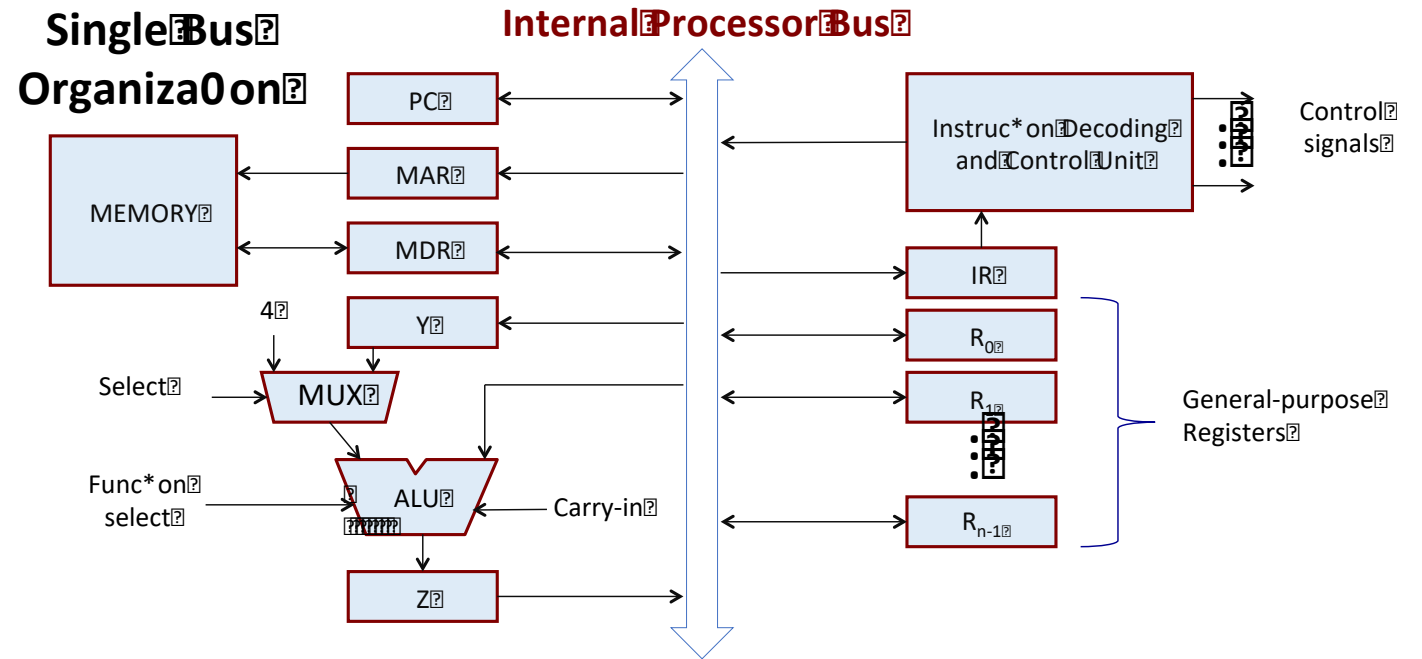 Single⍰Bus⍰
Organiza0on⍰
Internal⍰Processor⍰Bus⍰
PC⍰
MAR⍰
MEMORY⍰
MDR⍰
4⍰
Y⍰
Select⍰
MUX⍰
Func*on⍰
select⍰
ALU⍰
Carry-in⍰
Z⍰
Instruc*on⍰Decoding⍰
and⍰Control⍰Unit⍰
Control⍰
signals⍰
IR⍰
R0⍰
R1⍰
Rn-1⍰
General-purpose⍰
Registers⍰